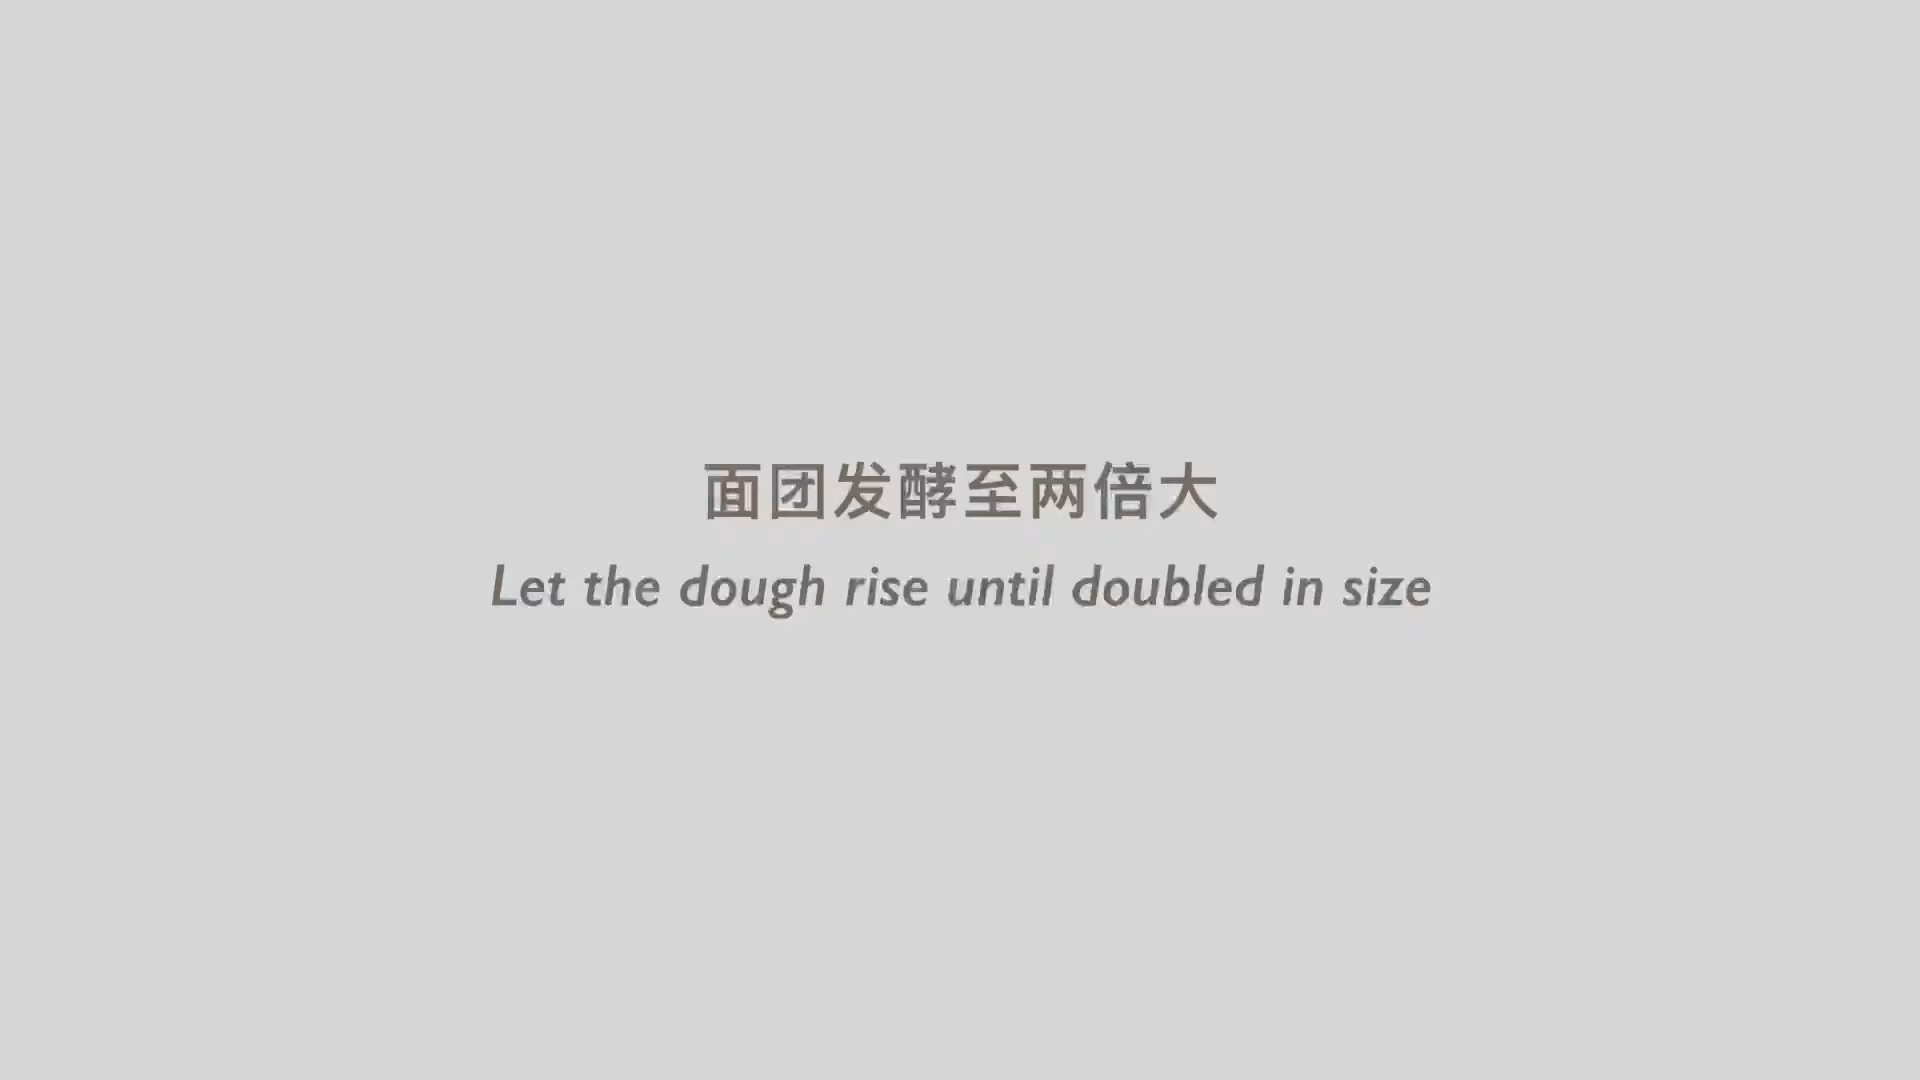 面团发酵至两倍大
Let the dough rise until doubled in size